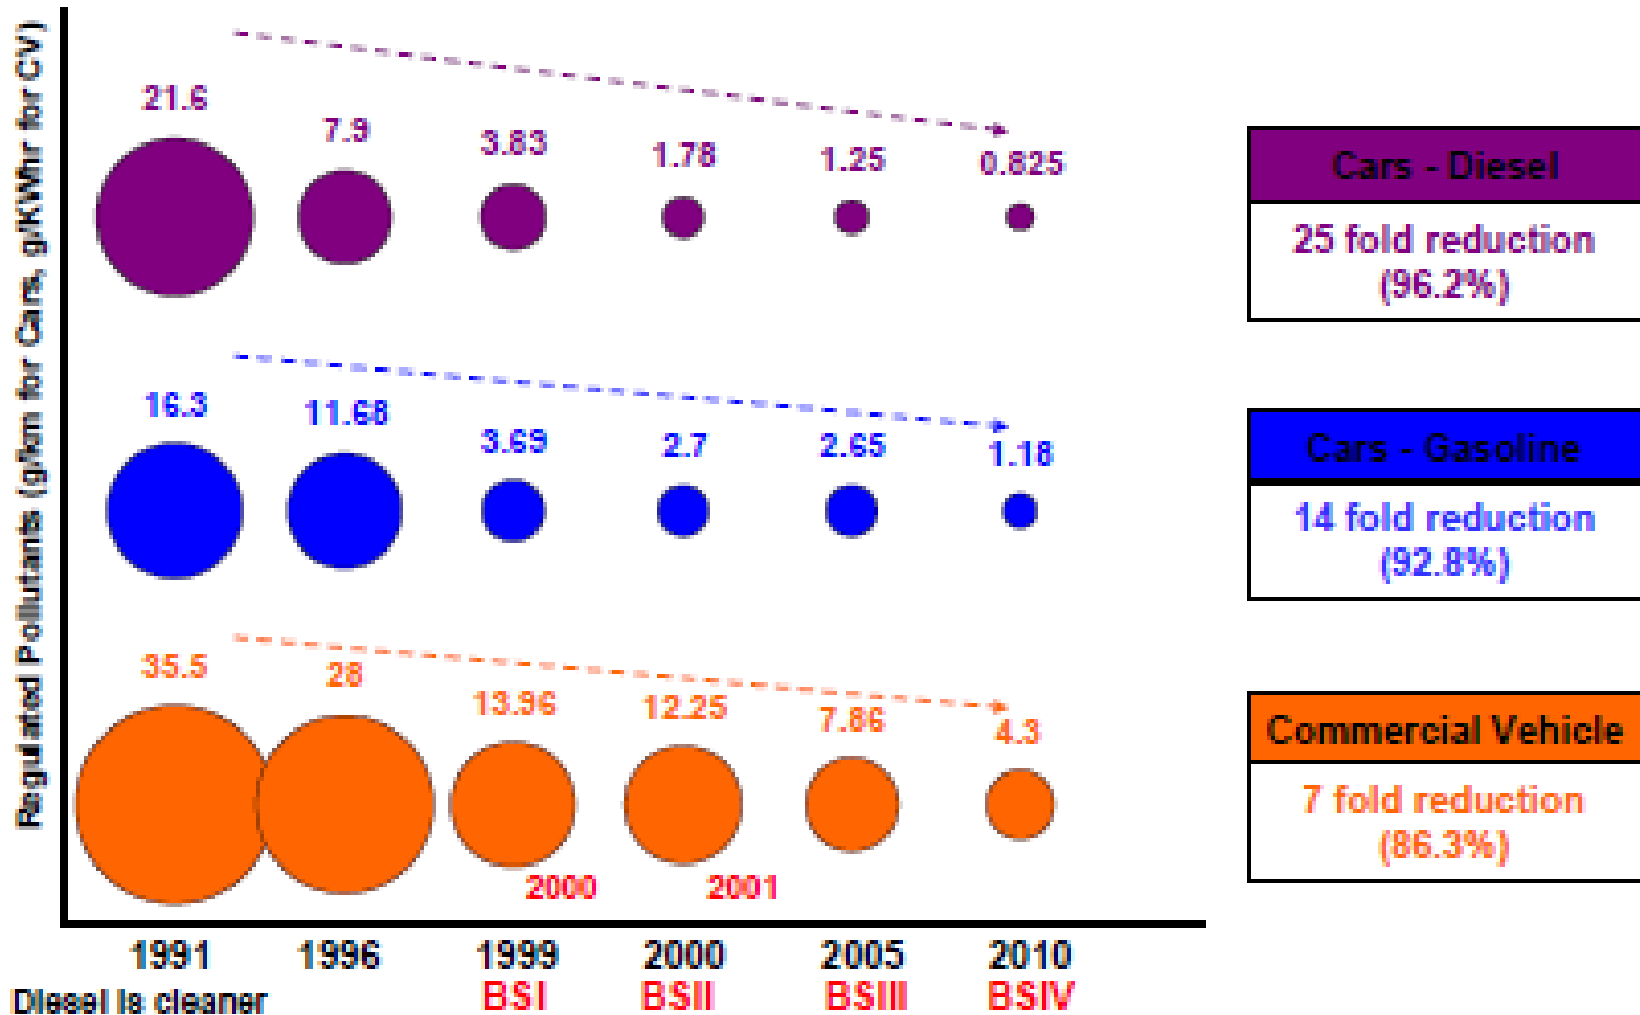 Regulated Pollutants (g/km for Cars, g/KWhr for CV)
21.6
7.9
3.83
1.78
1.25
0.825
Cars - Diesel
25 fold reduction
(96.2%)
16.3
11.68
3.69
2.7
2.65
1.18
Cars - Gasoline
14 fold reduction
(92.8%)
35.5
28
13.96
12.25
7.86
4.3
Commercial Vehicle
7 fold reduction
(86.3%)
2000
2001
1991
1996
1999
2000
2005
2010
Diesel is cleaner
BSI
BSII
BSIII
BSIV